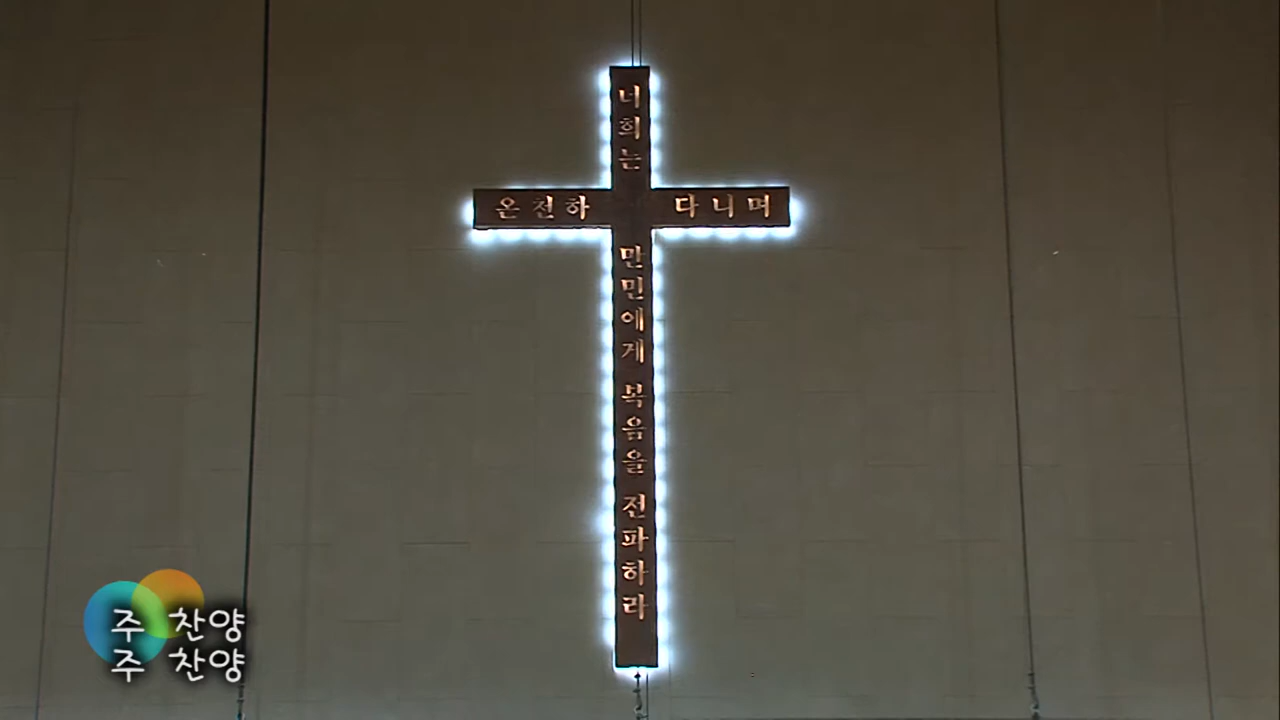 너희는
온천하 다니며
만민에게 복음을 전파하라
주 찬양
주 찬양